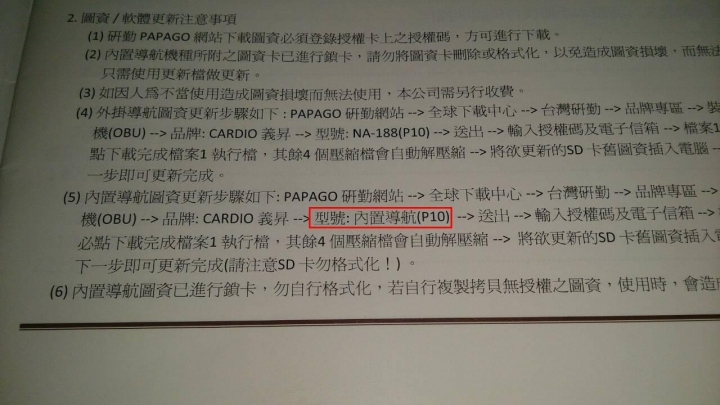 2. 圖資 / 軟體更新注意事項
(1) 研勤 PAPAGO 網站下載圖資必須登錄授權卡上之授權碼，方可進行下載。
(2) 內置導航機種所附之圖資卡已進行鎖卡，請勿將圖資卡刪除或格式化，以免造成圖資損壞，而無法
只需使用更新檔做更新。
(3) 如因人為不當使用造成圖資損壞而無法使用，本公司需另行收費。
(4) 外掛導航圖資更新步驟如下 : PAPAGO 研勤網站 --> 全球下載中心 --> 台灣研勤 --> 品牌專區 --> 裝
機(OBU) --> 品牌: CARDIO 義昇 --> 型號: NA-188(P10) --> 送出 --> 輸入授權碼及電子信箱 --> 檔案1
點下載完成檔案1 執行檔，其餘4 個壓縮檔會自動解壓縮 --> 將欲更新的SD 卡舊圖資插入電腦 --
一步即可更新完成。
(5) 內置導航圖資更新步驟如下: PAPAGO 研勤網站 --> 全球下載中心 --> 台灣研勤 --> 品牌專區 -->
機(OBU) --> 品牌: CARDIO 義昇 --> 型號: 內置導航(P10) --> 送出 --> 輸入授權碼及電子信箱 -->
必點下載完成檔案1 執行檔，其餘4 個壓縮檔會自動解壓縮 --> 將欲更新的SD 卡舊圖資插入
下一步即可更新完成(請注意SD 卡勿格式化！) 。
(6) 內置導航圖資已進行鎖卡，勿自行格式化，若自行複製拷貝無授權之圖資，使用時，會造